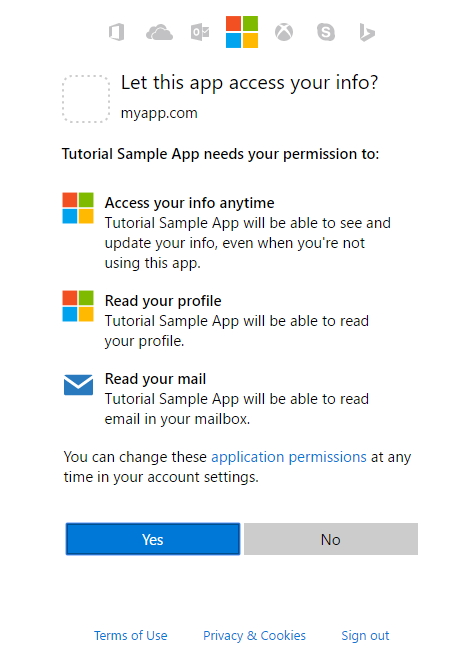 Let this app access your info?
myapp.com
Tutorial Sample App needs your permission to:
Access your info anytime
Tutorial Sample App will be able to see and
update your info, even when you're not
using this app.
Read your profile
Tutorial Sample App will be able to read
your profile.
Read your mail
Tutorial Sample App will be able to read
email in your mailbox.
You can change these application permissions at any
time in your account settings.
Yes No
Terms of Use Privacy & Cookies Sign out